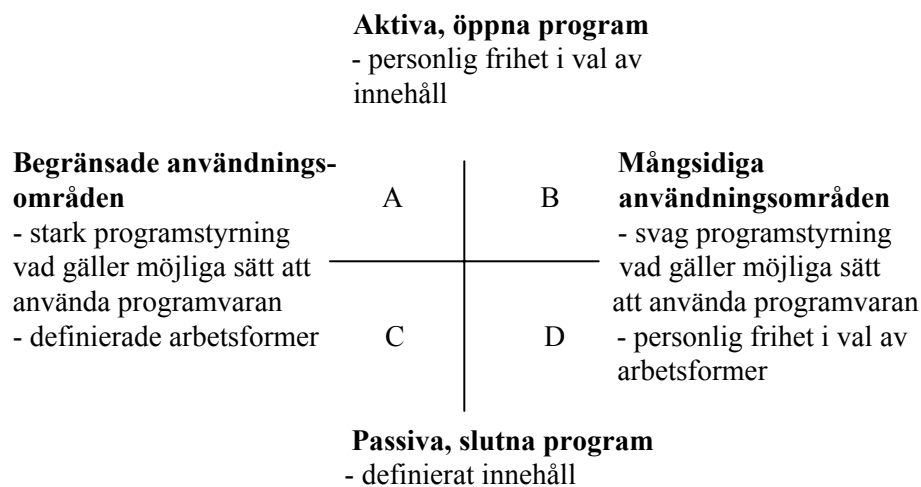 Aktiva, öppna program
- personlig frihet i val av
innehåll
Begränsade användnings-
områden
- stark programstyrning
vad gäller möjliga sätt att
använda programvaran
- definierade arbetsformer
A
B
C
D
Mångsidiga
användningsområden
- svag programstyrning
vad gäller möjliga sätt
att använda programvaran
- personlig frihet i val av
arbetsformer
Passiva, slutna program
- definierat innehåll